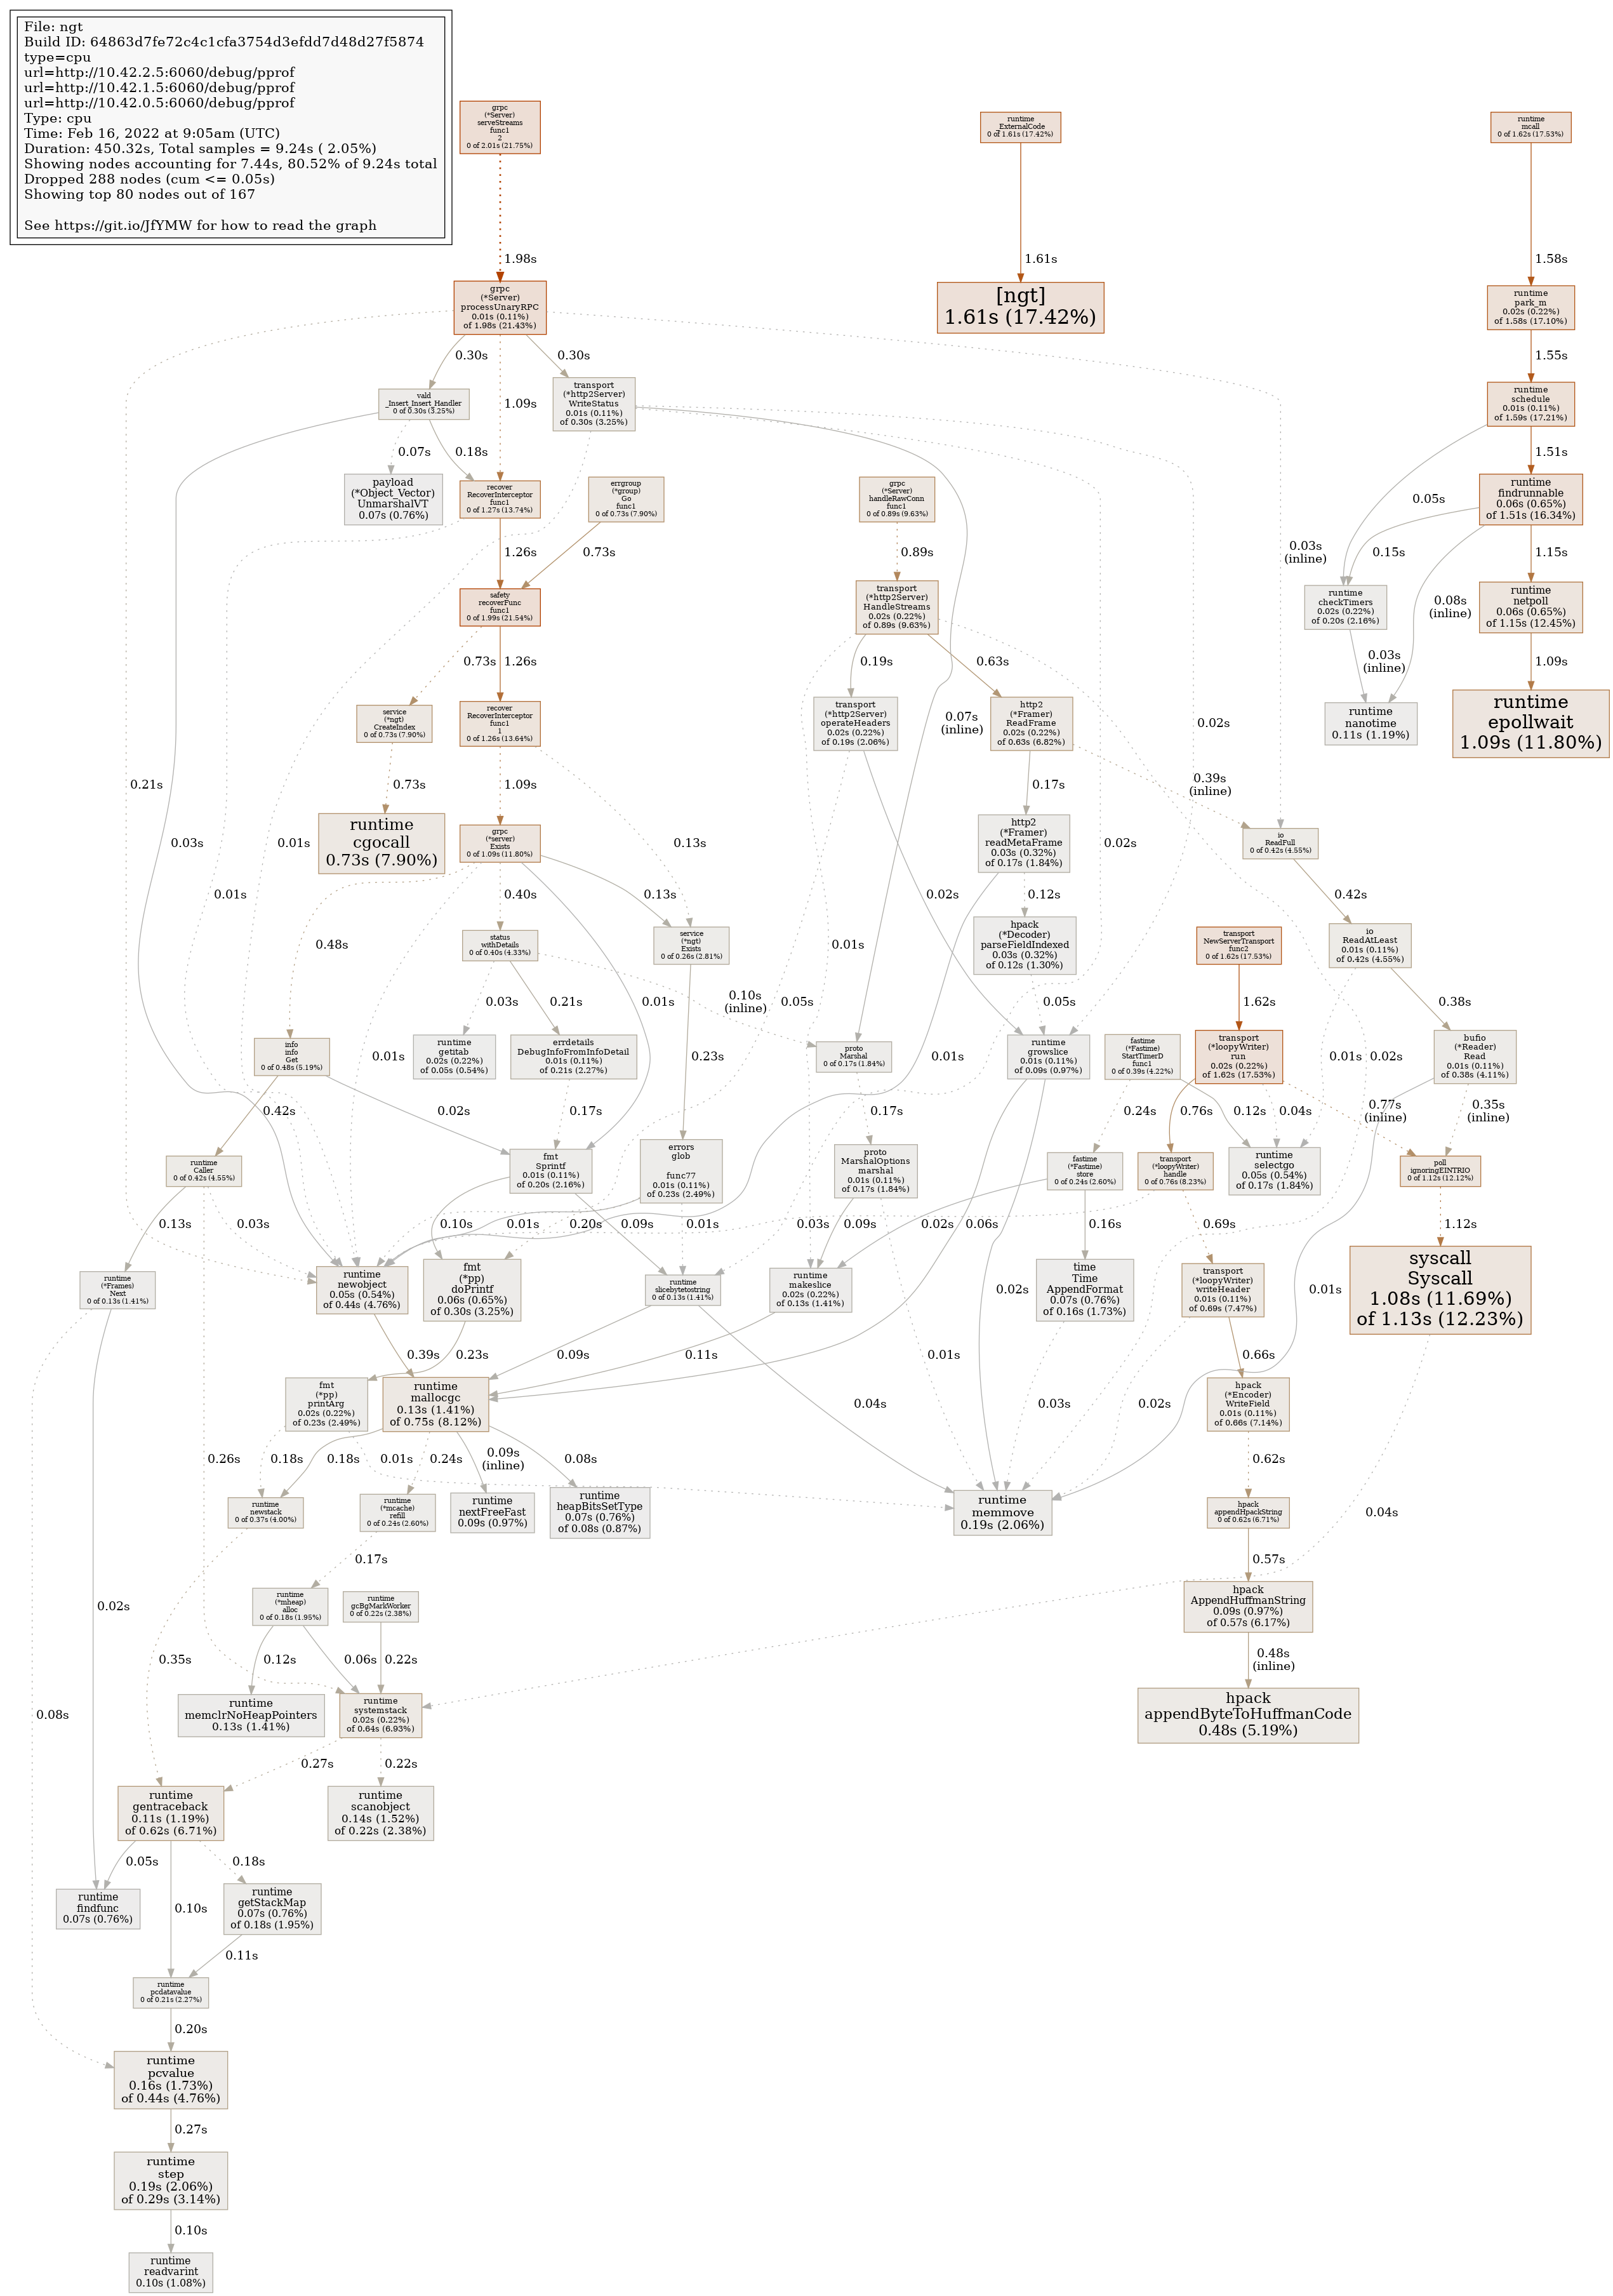 File: ngt
Build ID: 64863d7fe72c4c1cfa3754d3efdd7d48d27f5874
type=cpu
url=http://10.42.2.5:6060/debug/pprof
url=http://10.42.1.5:6060/debug/pprof
url=http://10.42.0.5:6060/debug/pprof
Type: cpu
Time: Feb 16, 2022 at 9:05am (UTC)
Duration: 450.32s, Total samples = 9.24s ( 2.05%)
Showing nodes accounting for 7.44s, 80.52% of 9.24s total
Dropped 288 nodes (cum <= 0.05s)
Showing top 80 nodes out of 167
See https://git.io/JfYMW for how to read the graph
grpc
(*Server)
serveStreams
func1
2
0 of 2.01s (21.75%)
runtime
ExternalCode
0 of 1.61s (17.42%)
runtime
mcall
0 of 1.62s (17.53%)
1.98s
1.61s
1.58s
grpc
(*Server)
processUnaryRPC
0.01s (0.11%)
of 1.98s (21.43%)
[ngt]
1.61s (17.42%)
runtime
park_m
0.02s (0.22%)
of 1.58s (17.10%)
0.30s
0.30s
1.55s
vald
_Insert_Insert_Handler
0 of 0.30s (3.25%)
1.09s
transport
(*http2Server)
WriteStatus
0.01s (0.11%)
of 0.30s (3.25%)
runtime
schedule
0.01s (0.11%)
of 1.59s (17.21%)
0.07s
0.18s
1.51s
payload
(*Object_Vector)
UnmarshalVT
0.07s (0.76%)
recover
RecoverInterceptor
func1
0 of 1.27s (13.74%)
errgroup
(*group)
Go
func1
0 of 0.73s (7.90%)
grpc
(*Server)
handleRawConn
func1
0 of 0.89s (9.63%)
0.05s
runtime
findrunnable
0.06s (0.65%)
of 1.51s (16.34%)
1.26s
0.73s
0.89s
0.03s
(inline)
0.15s
1.15s
safety
recoverFunc
func1
0 of 1.99s (21.54%)
transport
(*http2Server)
HandleStreams
0.02s (0.22%)
of 0.89s (9.63%)
runtime
checkTimers
0.02s (0.22%)
of 0.20s (2.16%)
0.08s
(inline)
runtime
netpoll
0.06s (0.65%)
of 1.15s (12.45%)
0.73s
1.26s
0.19s
0.63s
0.03s
(inline)
1.09s
service
(*ngt)
CreateIndex
0 of 0.73s (7.90%)
recover
RecoverInterceptor
func1
1
0 of 1.26s (13.64%)
transport
(*http2Server)
operateHeaders
0.02s (0.22%)
of 0.19s (2.06%)
0.07s
(inline)
http2
(*Framer)
ReadFrame
0.02s (0.22%)
of 0.63s (6.82%)
0.02s
runtime
nanotime
0.11s (1.19%)
runtime
epollwait
1.09s (11.80%)
0.21s
0.73s
1.09s
0.17s
0.39s
(inline)
runtime
cgocall
0.73s (7.90%)
grpc
(*server)
Exists
0 of 1.09s (11.80%)
0.13s
http2
(*Framer)
readMetaFrame
0.03s (0.32%)
of 0.17s (1.84%)
0.02s
io
ReadFull
0 of 0.42s (4.55%)
0.03s
0.01s
0.01s
0.40s
0.13s
0.02s
0.12s
0.42s
0.48s
status
withDetails
0 of 0.40s (4.33%)
service
(*ngt)
Exists
0 of 0.26s (2.81%)
0.01s
hpack
(*Decoder)
parseFieldIndexed
0.03s (0.32%)
of 0.12s (1.30%)
transport
NewServerTransport
func2
0 of 1.62s (17.53%)
io
ReadAtLeast
0.01s (0.11%)
of 0.42s (4.55%)
0.03s
0.21s
0.01s
0.10s
(inline)
0.05s
0.05s
1.62s
0.38s
info
info
Get
0 of 0.48s (5.19%)
0.01s
runtime
getitab
0.02s (0.22%)
of 0.05s (0.54%)
errdetails
DebugInfoFromInfoDetail
0.01s (0.11%)
of 0.21s (2.27%)
0.23s
proto
Marshal
0 of 0.17s (1.84%)
0.01s
runtime
growslice
0.01s (0.11%)
of 0.09s (0.97%)
fastime
(*Fastime)
StartTimerD
func1
0 of 0.39s (4.22%)
transport
(*loopyWriter)
run
0.02s (0.22%)
of 1.62s (17.53%)
0.01s
0.02s
bufio
(*Reader)
Read
0.01s (0.11%)
of 0.38s (4.11%)
0.42s
0.02s
0.17s
0.17s
0.24s
0.12s
0.76s
0.04s
0.77s
(inline)
0.35s
(inline)
runtime
Caller
0 of 0.42s (4.55%)
fmt
Sprintf
0.01s (0.11%)
of 0.20s (2.16%)
errors
glob
func77
0.01s (0.11%)
of 0.23s (2.49%)
proto
MarshalOptions
marshal
0.01s (0.11%)
of 0.17s (1.84%)
fastime
(*Fastime)
store
0 of 0.24s (2.60%)
transport
(*loopyWriter)
handle
0 of 0.76s (8.23%)
runtime
selectgo
0.05s (0.54%)
of 0.17s (1.84%)
poll
ignoringEINTRIO
0 of 1.12s (12.12%)
0.13s
0.03s
0.10s
0.01s
0.20s
0.09s
0.01s
0.03s
0.09s
0.02s
0.06s
0.16s
0.69s
1.12s
runtime
(*Frames)
Next
0 of 0.13s (1.41%)
runtime
newobject
0.05s (0.54%)
of 0.44s (4.76%)
fmt
(*pp)
doPrintf
0.06s (0.65%)
of 0.30s (3.25%)
runtime
slicebytetostring
0 of 0.13s (1.41%)
runtime
makeslice
0.02s (0.22%)
of 0.13s (1.41%)
0.02s
time
Time
AppendFormat
0.07s (0.76%)
of 0.16s (1.73%)
transport
(*loopyWriter)
writeHeader
0.01s (0.11%)
of 0.69s (7.47%)
0.01s
syscall
Syscall
1.08s (11.69%)
of 1.13s (12.23%)
0.39s
0.23s
0.09s
0.11s
0.01s
0.66s
fmt
(*pp)
printArg
0.02s (0.22%)
of 0.23s (2.49%)
runtime
mallocgc
0.13s (1.41%)
of 0.75s (8.12%)
0.04s
0.03s
0.02s
hpack
(*Encoder)
WriteField
0.01s (0.11%)
of 0.66s (7.14%)
0.26s
0.18s
0.18s
0.01s
0.24s
0.09s
(inline)
0.08s
0.62s
runtime
newstack
0 of 0.37s (4.00%)
runtime
(*mcache)
refill
0 of 0.24s (2.60%)
runtime
nextFreeFast
0.09s (0.97%)
runtime
heapBitsSetType
0.07s (0.76%)
of 0.08s (0.87%)
runtime
memmove
0.19s (2.06%)
hpack
appendHpackString
0 of 0.62s (6.71%)
0.04s
0.17s
0.57s
0.02s
runtime
(*mheap)
alloc
0 of 0.18s (1.95%)
runtime
gcBgMarkWorker
0 of 0.22s (2.38%)
hpack
AppendHuffmanString
0.09s (0.97%)
of 0.57s (6.17%)
0.35s
0.12s
0.06s
0.22s
0.48s
(inline)
0.08s
runtime
memclrNoHeapPointers
0.13s (1.41%)
runtime
systemstack
0.02s (0.22%)
of 0.64s (6.93%)
hpack
appendByteToHuffmanCode
0.48s (5.19%)
0.27s
0.22s
runtime
gentraceback
0.11s (1.19%)
of 0.62s (6.71%)
runtime
scanobject
0.14s (1.52%)
of 0.22s (2.38%)
0.05s
0.18s
runtime
findfunc
0.07s (0.76%)
0.10s
runtime
getStackMap
0.07s (0.76%)
of 0.18s (1.95%)
0.11s
runtime
pcdatavalue
0 of 0.21s (2.27%)
0.20s
runtime
pcvalue
0.16s (1.73%)
of 0.44s (4.76%)
0.27s
runtime
step
0.19s (2.06%)
of 0.29s (3.14%)
0.10s
runtime
readvarint
0.10s (1.08%)